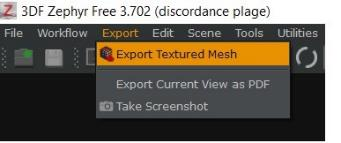 3DF Zephyr Free 3.702 (discordance plage)
File Workflow Export Edit Scene Tools Utilities
Export Textured Mesh
Export Current View as PDF
Take Screenshot